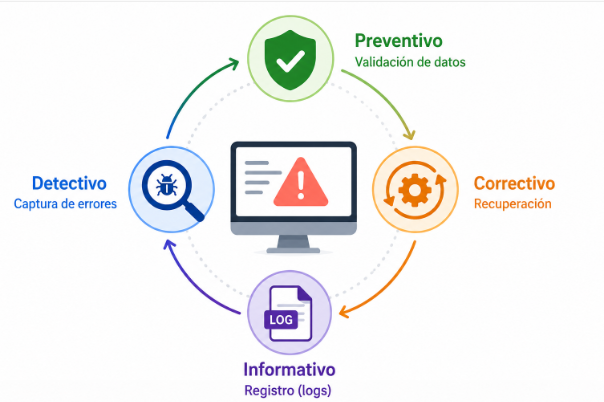 Preventivo
Validación de datos
Detectivo
Captura de errores
Correctivo
Recuperación
LOG
Informativo
Registro (logs)